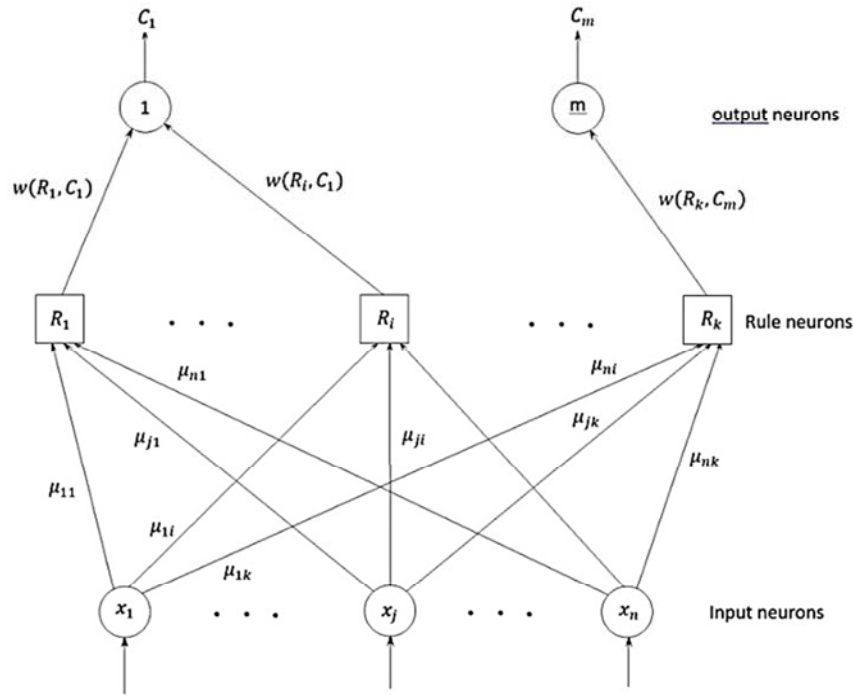 C₁ Cₘ
1 m output neurons
w(R₁, C₁) w(Rᵢ, C₁) w(Rₖ, Cₘ)
R₁ . . . Rᵢ . . . Rₖ Rule neurons
μₙ₁ μₙᵢ
μⱼ₁ μⱼᵢ μⱼₖ
μ₁₁ μₙₖ
μ₁ᵢ
μ₁ₖ
x₁ . . . xⱼ . . . xₙ Input neurons